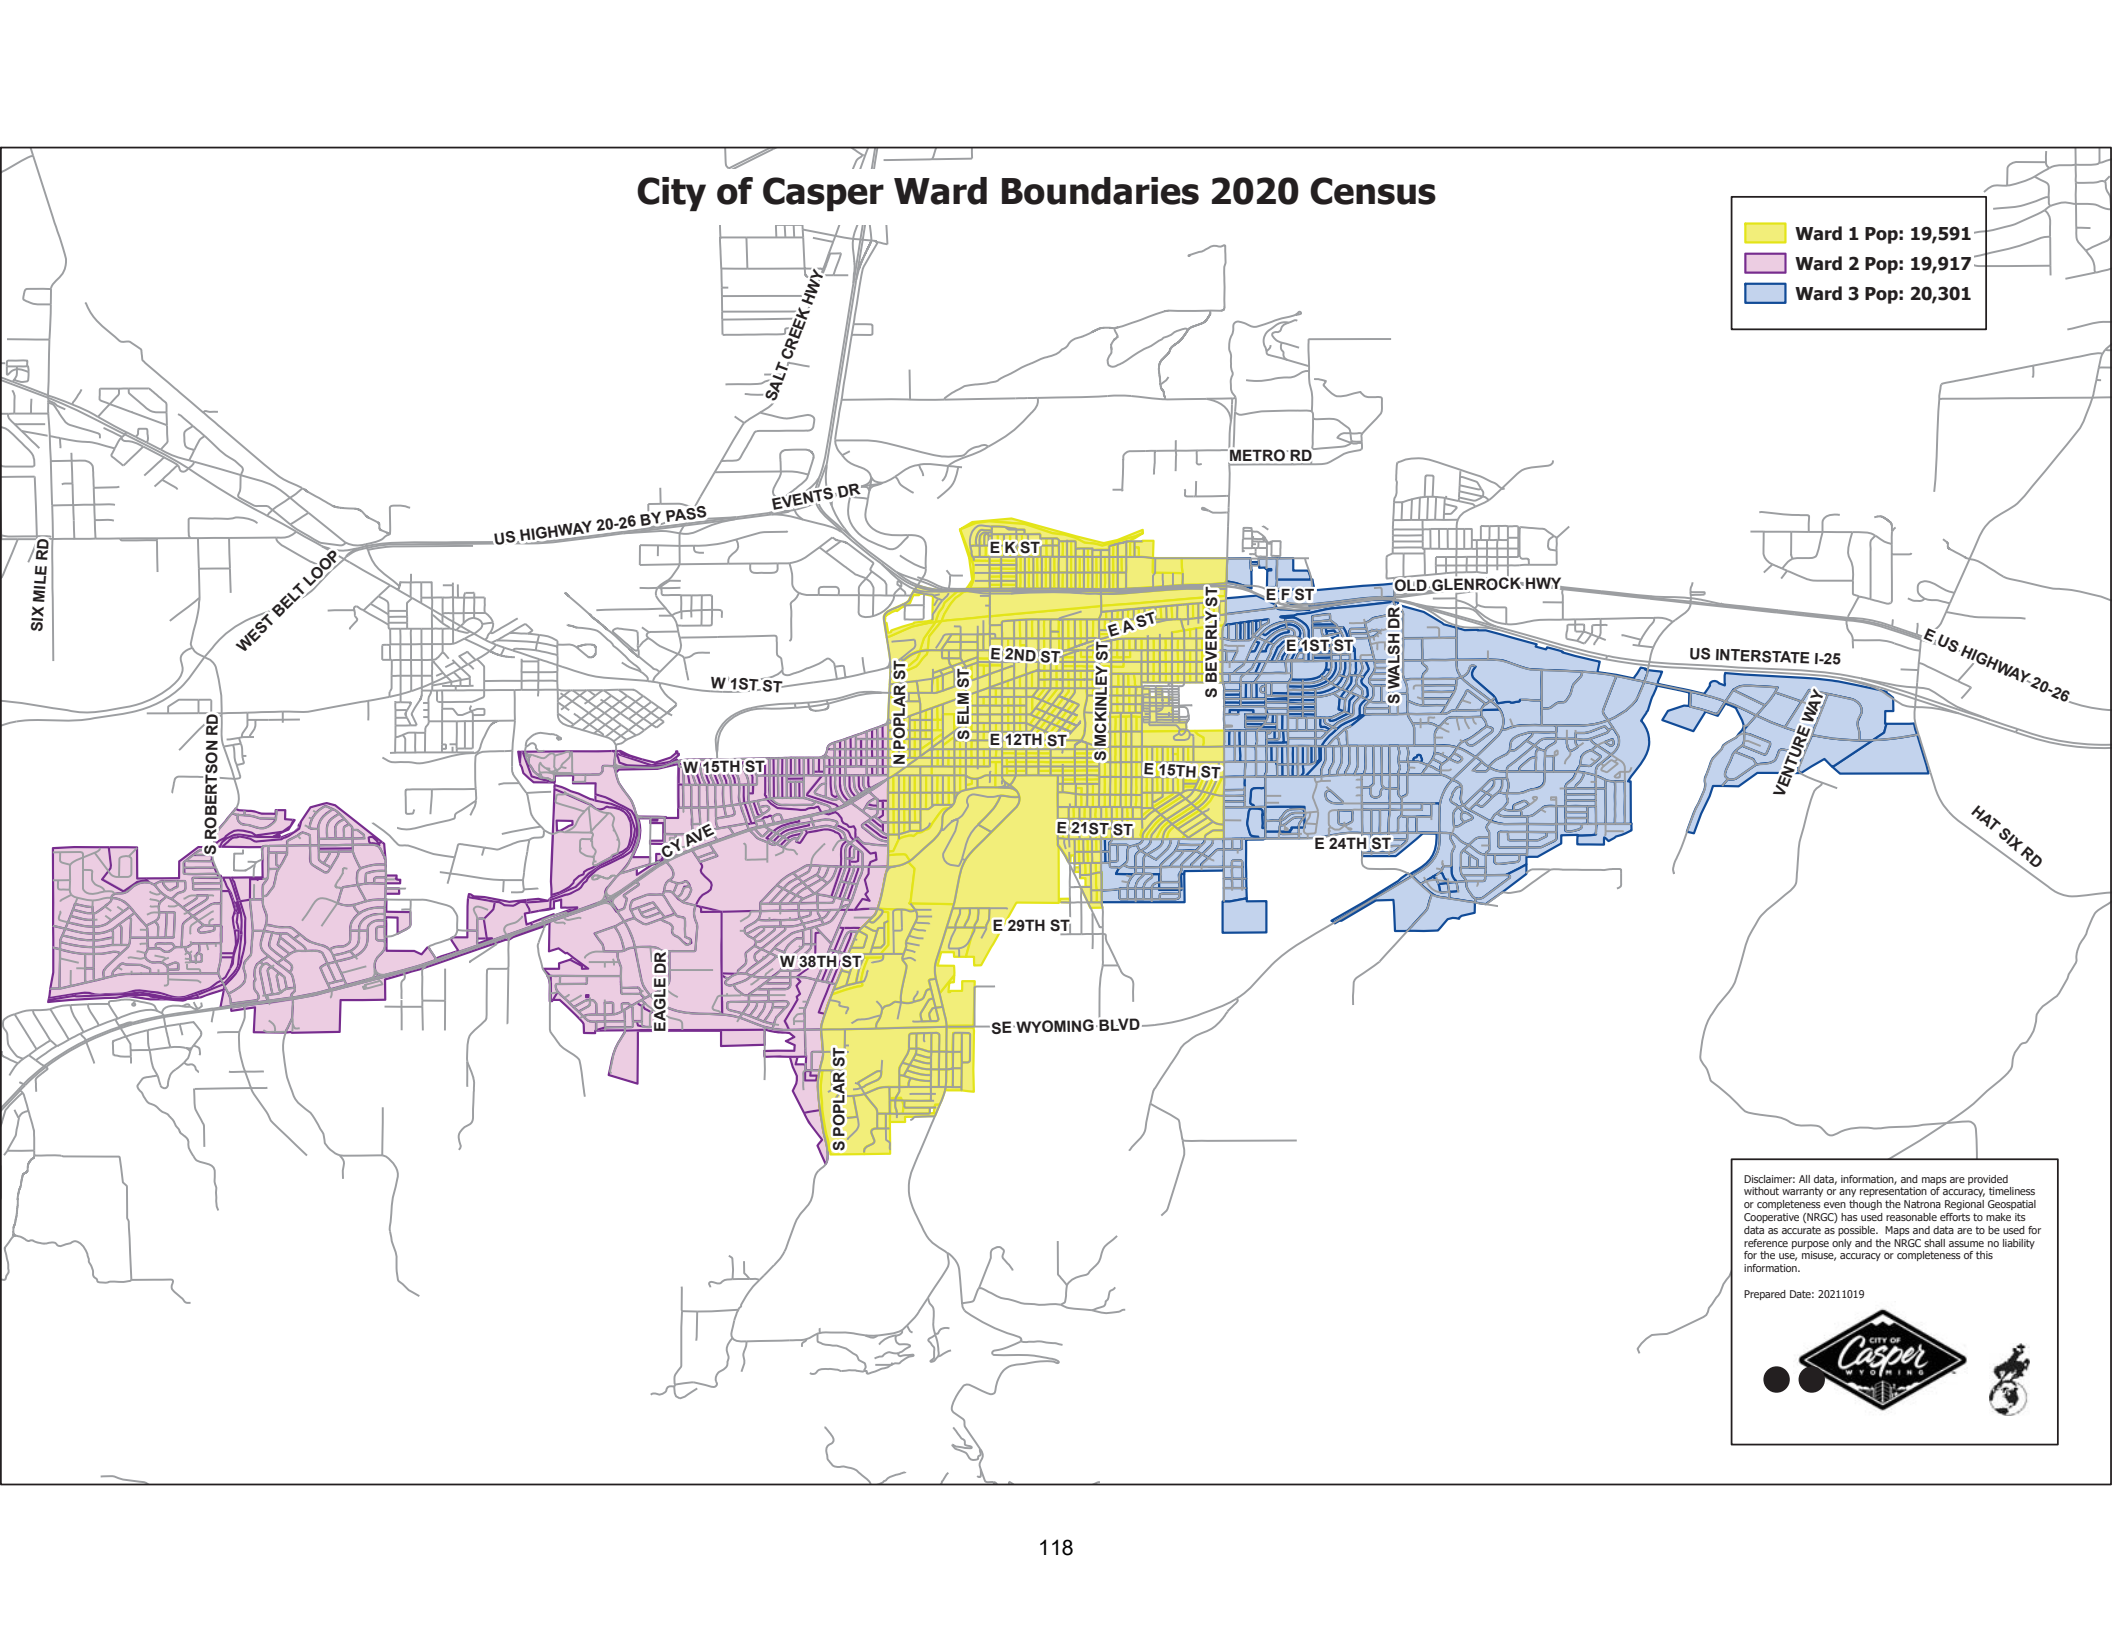 City of Casper Ward Boundaries 2020 Census
Ward 1 Pop: 19,591
Ward 2 Pop: 19,917
Ward 3 Pop: 20,301
SALT CREEK HWY
METRO RD
EVENTS DR
US HIGHWAY 20-26 BY PASS
SIX MILE RD
WEST BELT LOOP
E K ST
OLD GLENROCK HWY
E F ST
E A ST
S BEVERLY ST
E 1ST ST
S WALSH DR
E 2ND ST
US INTERSTATE I-25
E US HIGHWAY 20-26
W 1ST ST
N POPLAR ST
S ELM ST
S MCKINLEY ST
E 12TH ST
VENTURE WAY
S ROBERTSON RD
W 15TH ST
E 15TH ST
CY AVE
E 21ST ST
E 24TH ST
HAT SIX RD
E 29TH ST
W 38TH ST
EAGLE DR
SE WYOMING BLVD
S POPLAR ST
Disclaimer: All data, information, and maps are provided
without warranty or any representation of accuracy, timeliness
or completeness even though the Natrona Regional Geospatial
Cooperative (NRGC) has used reasonable efforts to make its
data as accurate as possible. Maps and data are to be used for
reference purpose only and the NRGC shall assume no liability
for the use, misuse, accuracy or completeness of this
information.
Prepared Date: 20211019
CITY OF
Casper
WYOMING
118